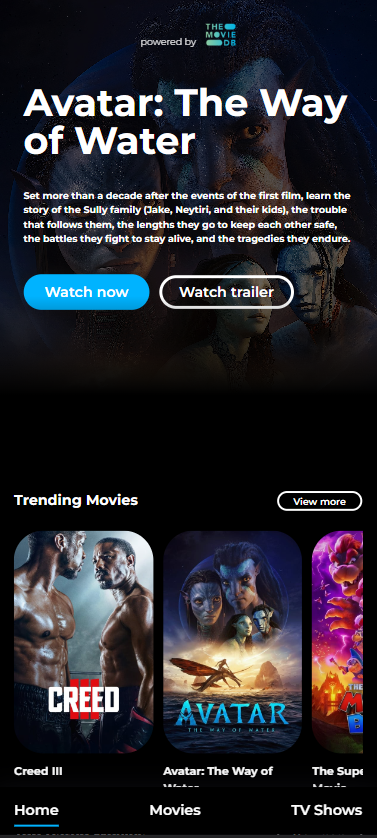 powered by
THE
MOVIE
DB
Avatar: The Way
of Water
Set more than a decade after the events of the first film, learn the
story of the Sully family (Jake, Neytiri, and their kids), the trouble
that follows them, the lengths they go to keep each other safe,
the battles they fight to stay alive, and the tragedies they endure.
Watch now
Watch trailer
Trending Movies
View more
CREED
AVATAR
THE WAY OF WATER
THE
Creed III
Avatar: The Way of
The Supe
Home
Movies
TV Shows